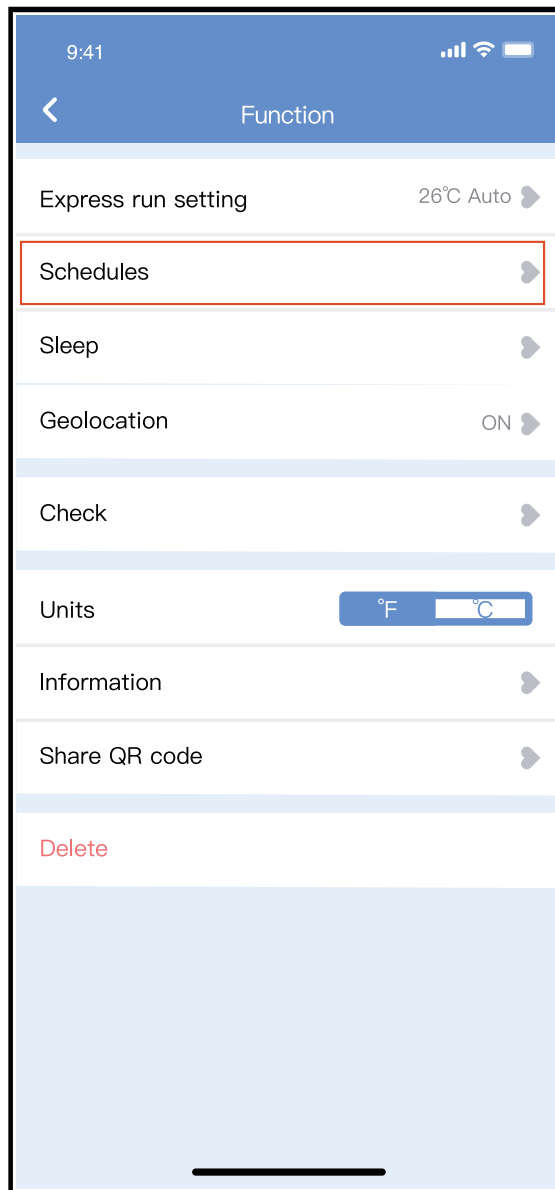 9:41
Function
Express run setting 26℃ Auto
Schedules
Sleep
Geolocation ON
Check
Units ℉ ℃
Information
Share QR code
Delete